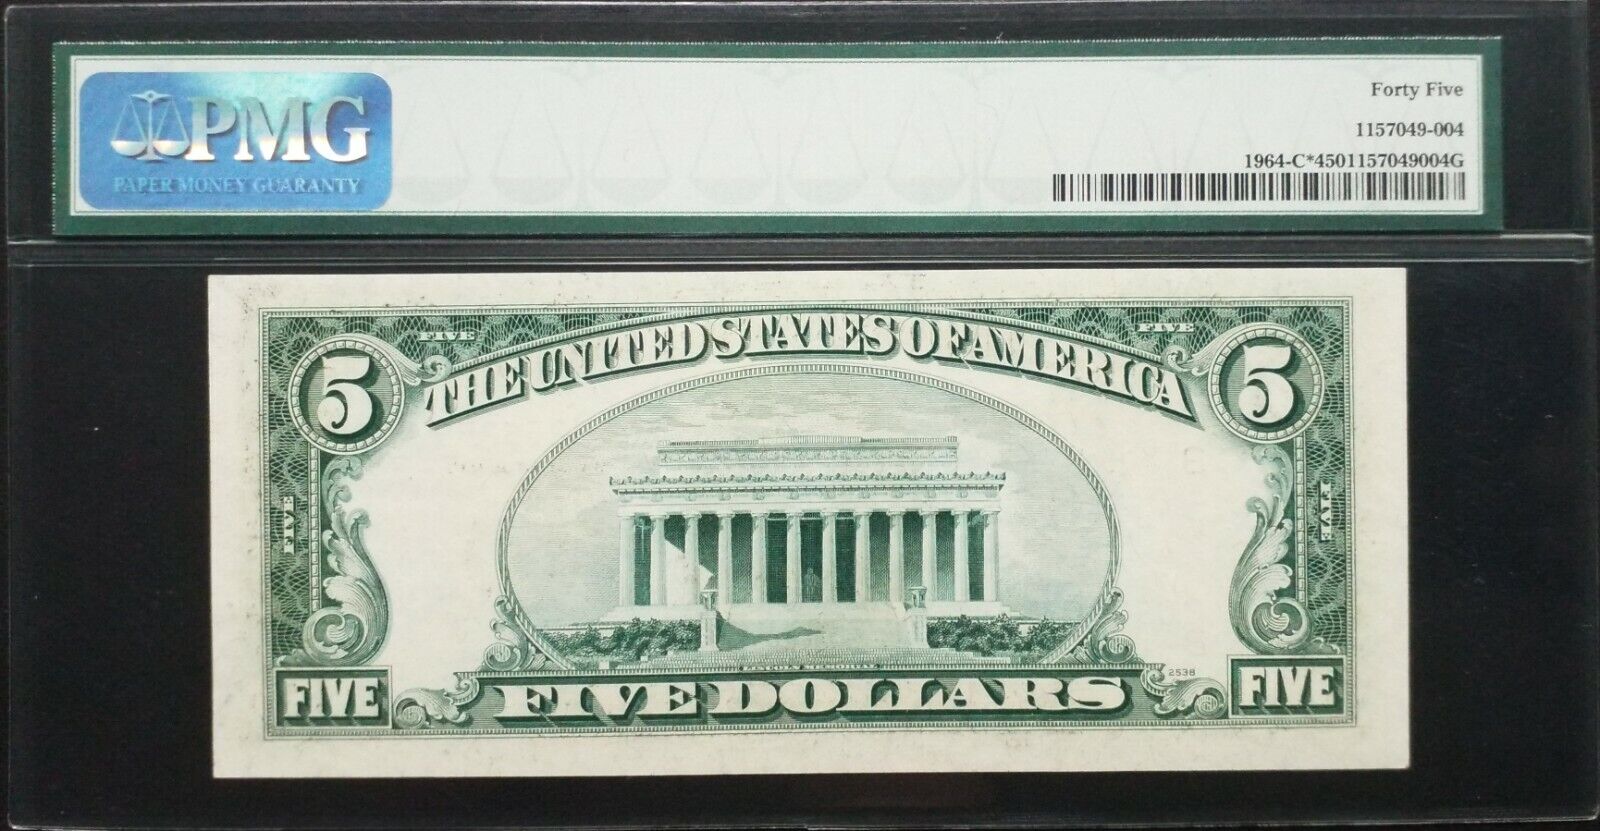 PMG
PAPER MONEY GUARANTY
Forty Five
1157049-004
1964-C*4501157049004G
FIVE
FIVE
5
THE UNITED STATES OF AMERICA
5
FIVE
FIVE
LINCOLN MEMORIAL
2538
FIVE
FIVE DOLLARS
FIVE